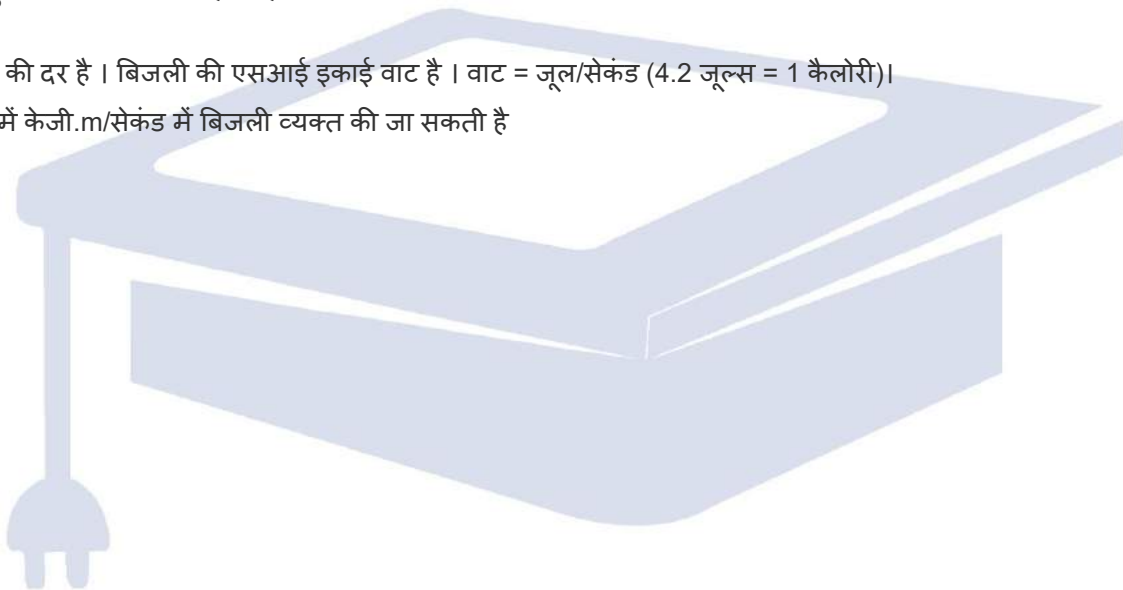 की दर है । बिजली की एसआई इकाई वाट है । वाट = जूल/सेकंड (4.2 जूल्स = 1 कैलोरी)।
में केजी.m/सेकंड में बिजली व्यक्त की जा सकती है